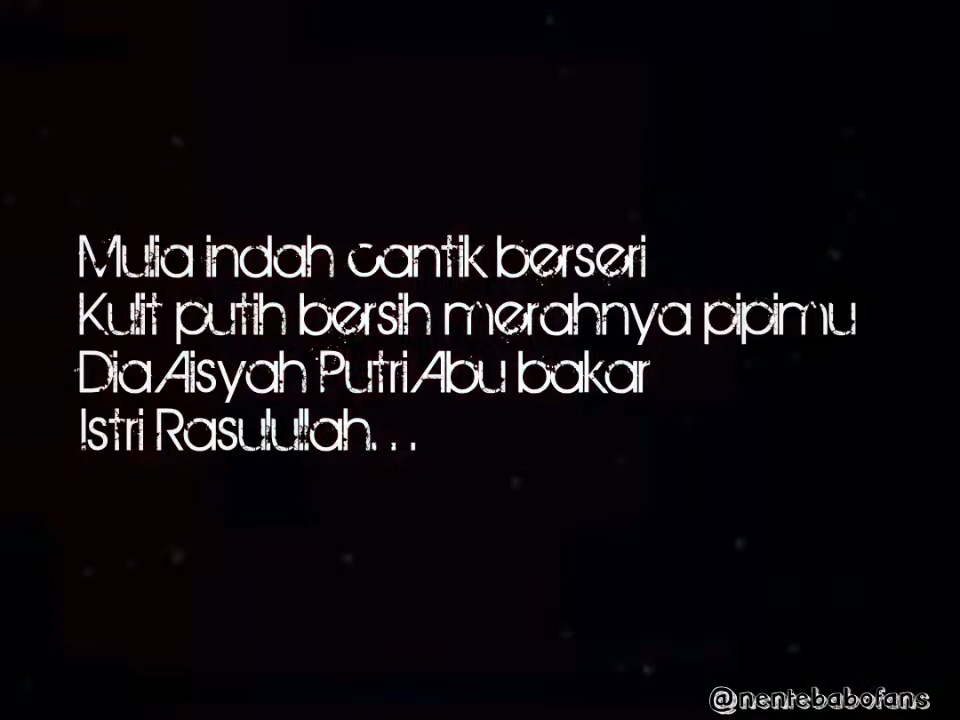 Mulia indah cantik berseri
Kulit putih bersih merahnya pipimu
Dia Aisyah Putri Abu bakar
Istri Rasulullah...
@nentebabofans